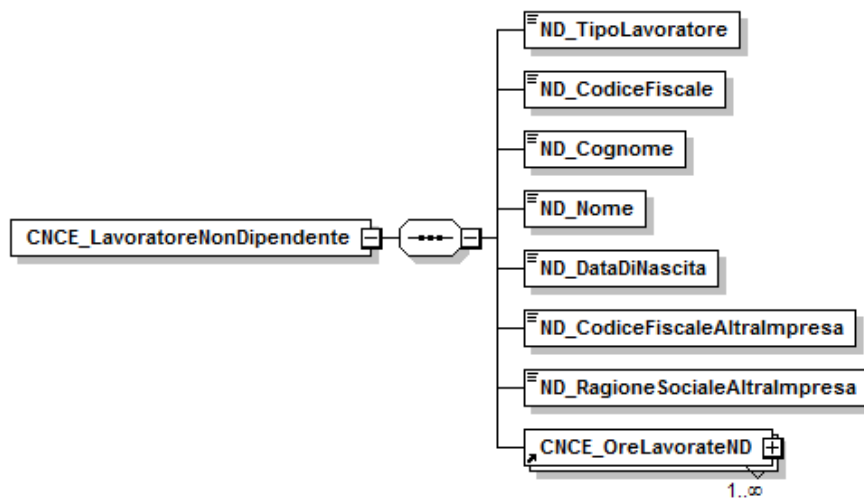 ND_TipoLavoratore
ND_CodiceFiscale
ND_Cognome
ND_Nome
CNCE_LavoratoreNonDipendente
ND_DataDiNascita
ND_CodiceFiscaleAltraImpresa
ND_RagioneSocialeAltraImpresa
CNCE_OreLavorateND
1..∞